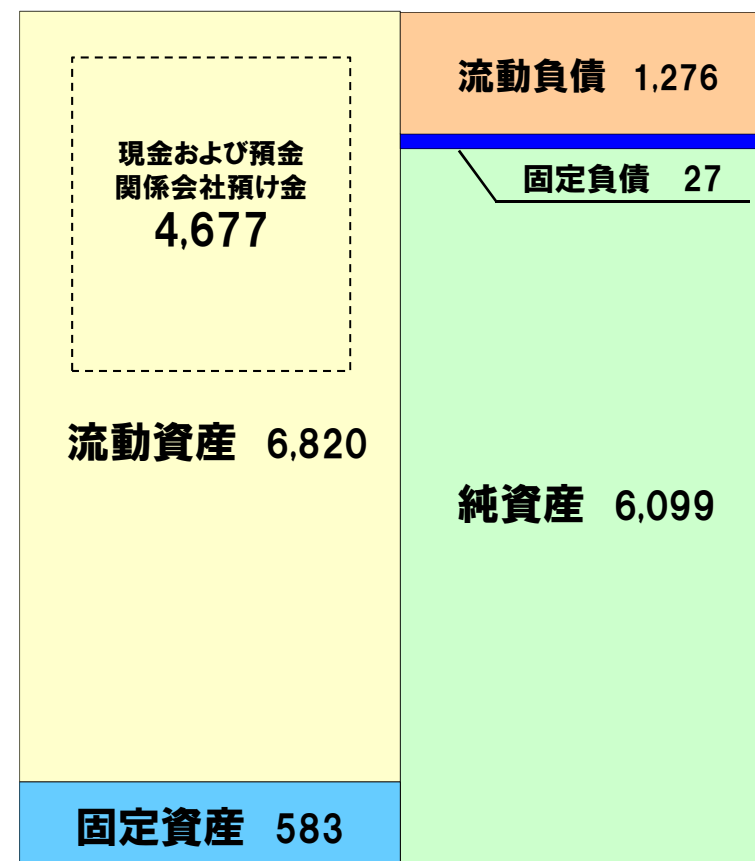 現金および預金
関係会社預け金
4,677
流動資産 6,820
固定資産 583
流動負債 1,276
固定負債 27
純資産 6,099